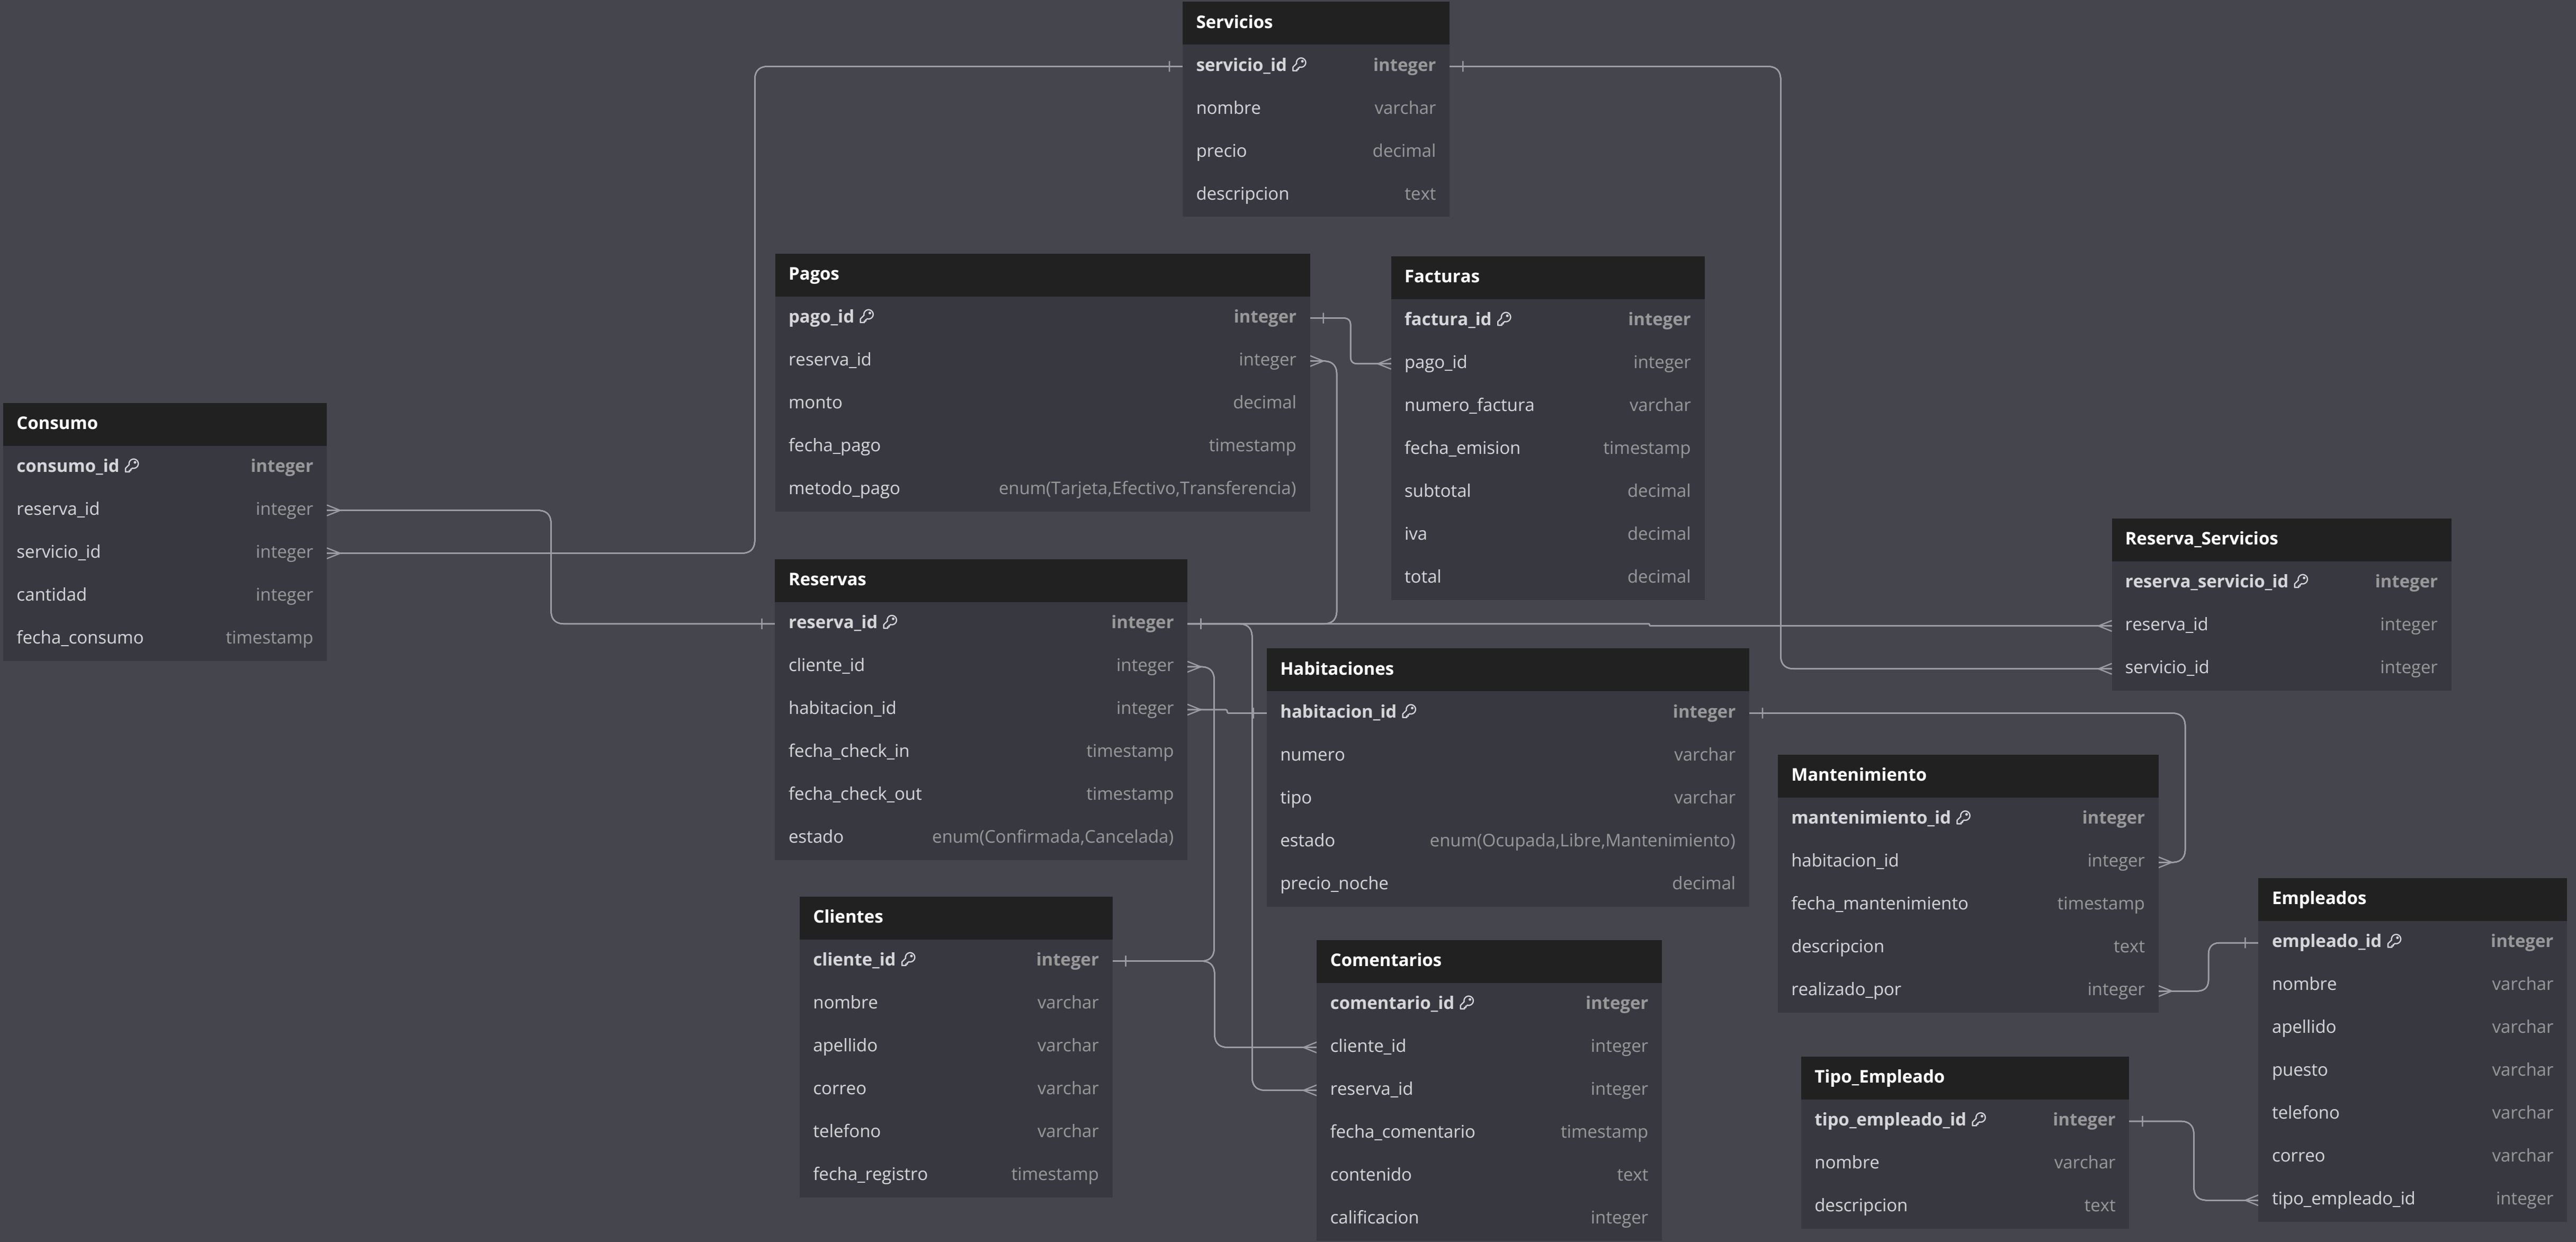 Servicios
servicio_id integer
nombre varchar
precio decimal
descripcion text
Pagos
pago_id integer
reserva_id integer
monto decimal
fecha_pago timestamp
metodo_pago enum(Tarjeta,Efectivo,Transferencia)
Facturas
factura_id integer
pago_id integer
numero_factura varchar
fecha_emision timestamp
subtotal decimal
iva decimal
total decimal
Consumo
consumo_id integer
reserva_id integer
servicio_id integer
cantidad integer
fecha_consumo timestamp
Reservas
reserva_id integer
cliente_id integer
habitacion_id integer
fecha_check_in timestamp
fecha_check_out timestamp
estado enum(Confirmada,Cancelada)
Reserva_Servicios
reserva_servicio_id integer
reserva_id integer
servicio_id integer
Habitaciones
habitacion_id integer
numero varchar
tipo varchar
estado enum(Ocupada,Libre,Mantenimiento)
precio_noche decimal
Mantenimiento
mantenimiento_id integer
habitacion_id integer
fecha_mantenimiento timestamp
descripcion text
realizado_por integer
Empleados
empleado_id integer
nombre varchar
apellido varchar
puesto varchar
telefono varchar
correo varchar
tipo_empleado_id integer
Clientes
cliente_id integer
nombre varchar
apellido varchar
correo varchar
telefono varchar
fecha_registro timestamp
Comentarios
comentario_id integer
cliente_id integer
reserva_id integer
fecha_comentario timestamp
contenido text
calificacion integer
Tipo_Empleado
tipo_empleado_id integer
nombre varchar
descripcion text